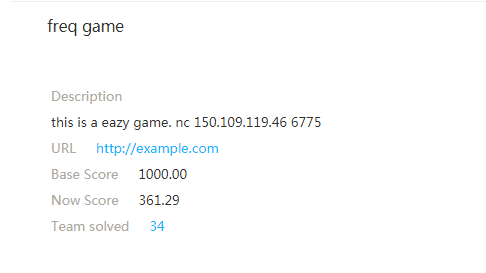 freq game
Description
this is a eazy game. nc 150.109.119.46 6775
URL http://example.com
Base Score 1000.00
Now Score 361.29
Team solved 34